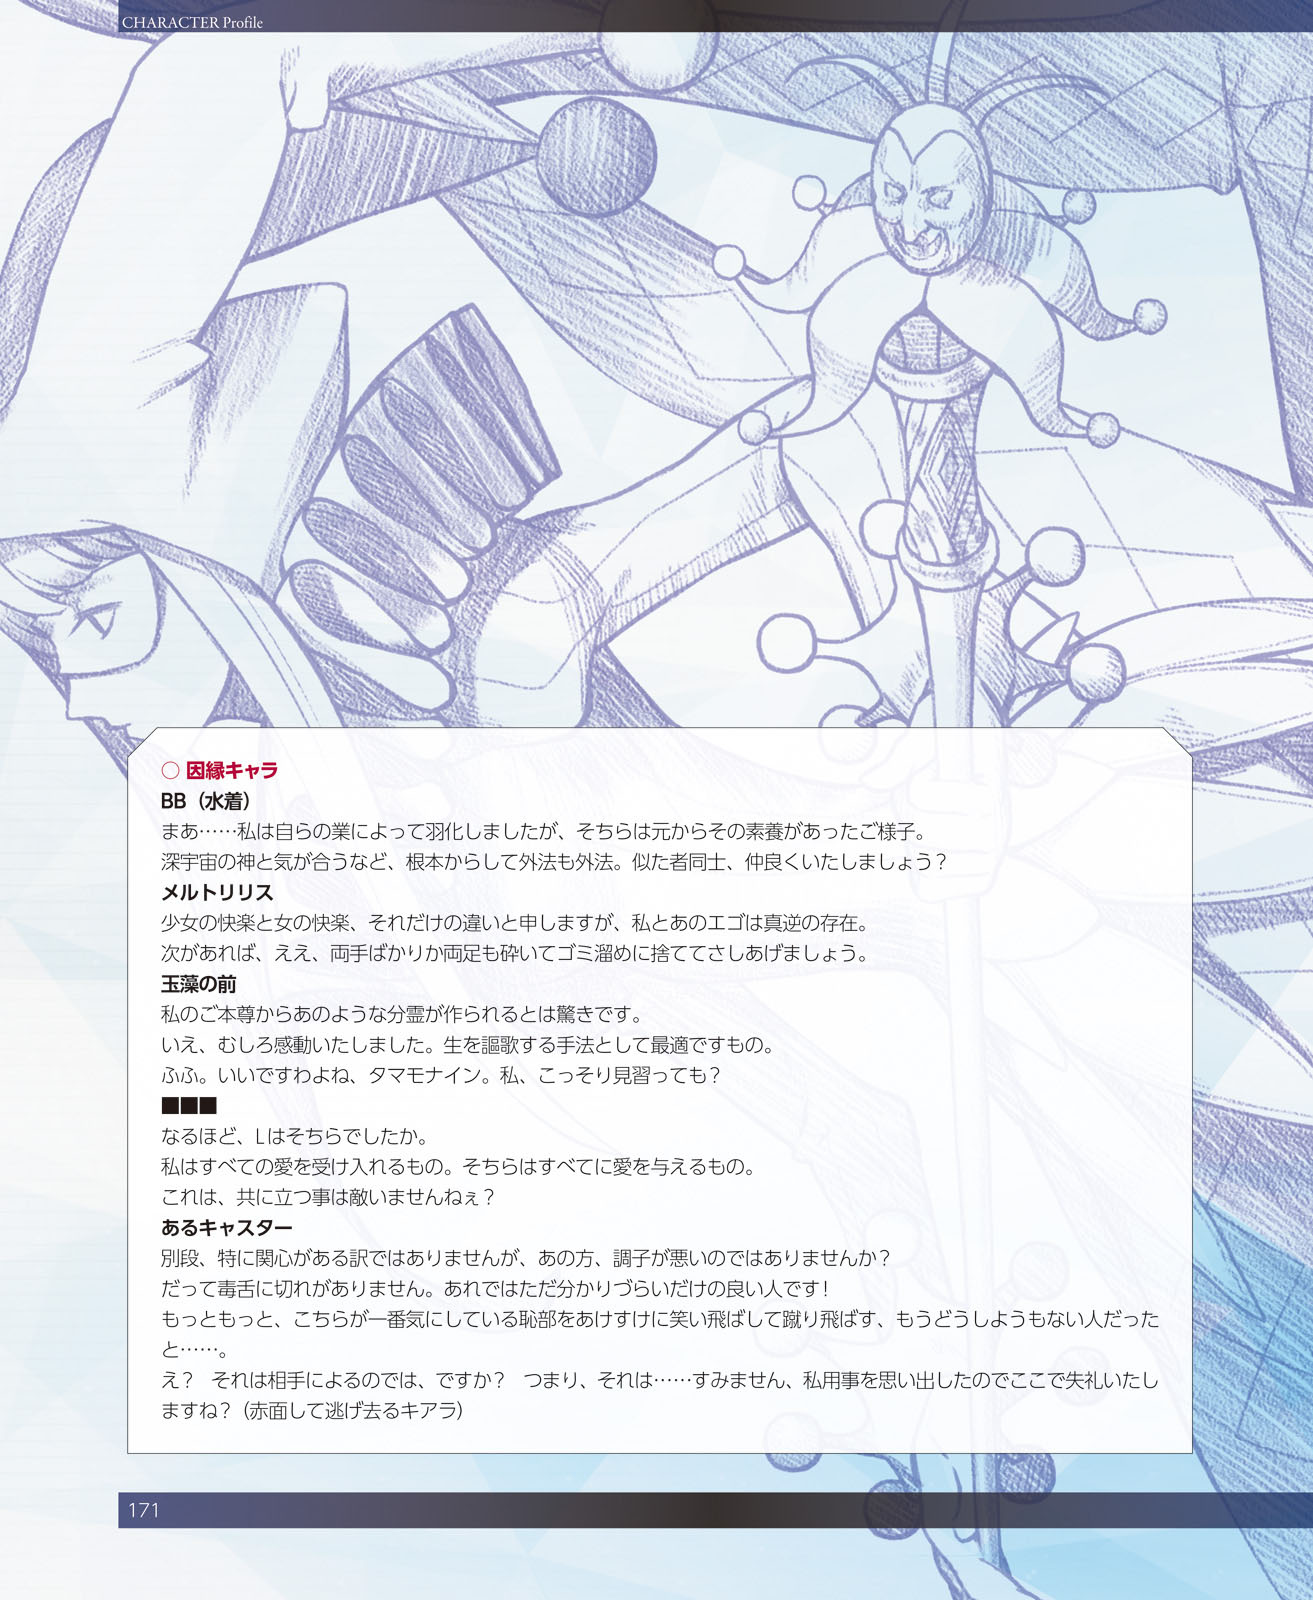 CHARACTER Profile
○ 因縁キャラ
BB（水着）
まあ……私は自らの業によって羽化しましたが、そちらは元からその素養があったご様子。
深宇宙の神と気が合うなど、根本からして外法も外法。似た者同士、仲良くいたしましょう？
メルトリリス
少女の快楽と女の快楽、それだけの違いと申しますが、私とあのエゴは真逆の存在。
次があれば、ええ、両手ばかりか両足も砕いてゴミ溜めに捨ててさしあげましょう。
玉藻の前
私のご本尊からあのような分霊が作られるとは驚きです。
いえ、むしろ感動いたしました。生を謳歌する手法として最適ですもの。
ふふ。いいですわよね、タマモナイン。私、こっそり見習っても？
■■■
なるほど、Lはそちらでしたか。
私はすべての愛を受け入れるもの。そちらはすべてに愛を与えるもの。
これは、共に立つ事は敵いませんねぇ？
あるキャスター
別段、特に関心がある訳ではありませんが、あの方、調子が悪いのではありませんか？
だって毒舌に切れがありません。あれではただ分かりづらいだけの良い人です！
もっともっと、こちらが一番気にしている恥部をあけすけに笑い飛ばして蹴り飛ばす、もうどうしようもない人だった
と……。
え？　それは相手によるのでは、ですか？　つまり、それは……すみません、私用事を思い出したのでここで失礼いたし
ますね？（赤面して逃げ去るキアラ）
171